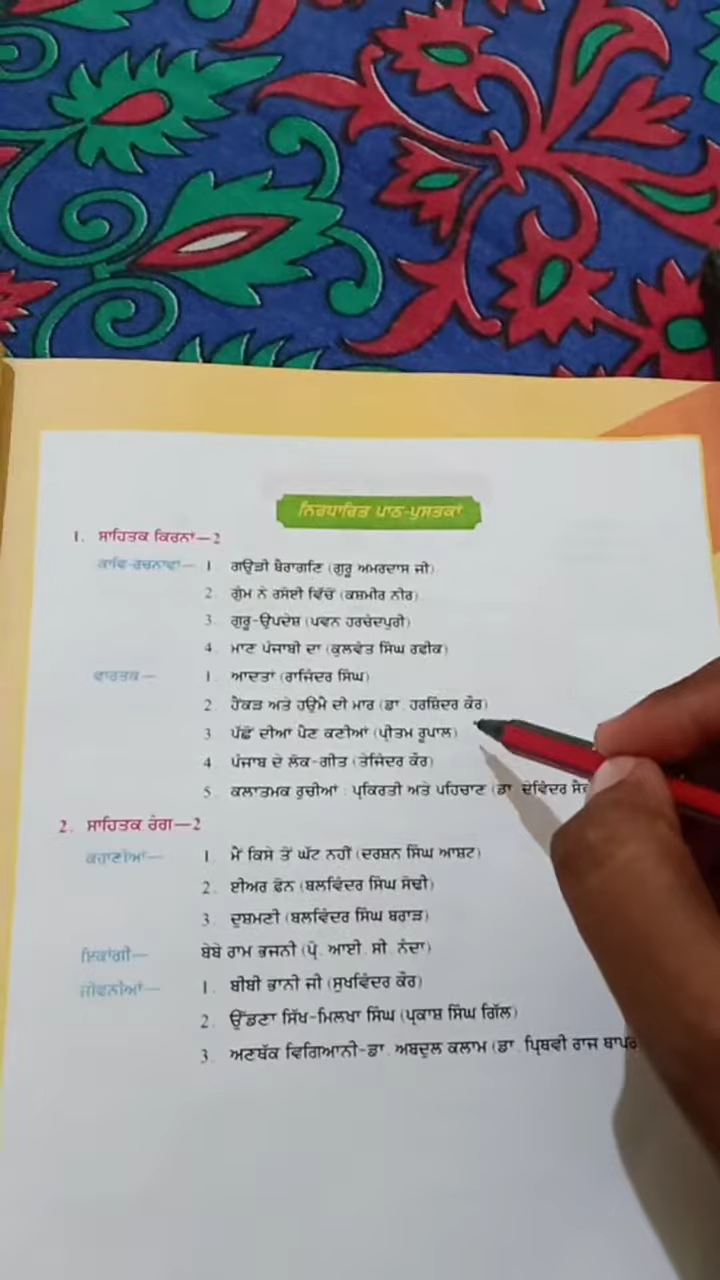 ਨਿਰਧਾਰਿਤ ਪਾਠ-ਪੁਸਤਕਾਂ
1. ਸਾਹਿਤਕ ਕਿਰਨਾਂ—2
ਕਾਵਿ-ਰਚਨਾਵਾਂ— 1. ਗਉੜੀ ਬੈਰਾਗਣਿ (ਗੁਰੂ ਅਮਰਦਾਸ ਜੀ)
2. ਗੁੰਮ ਨੇ ਰਸੋਈ ਵਿੱਚੋਂ (ਕਸ਼ਮੀਰ ਨੀਰ)
3. ਗੁਰੂ-ਉਪਦੇਸ਼ (ਪਵਨ ਹਰਚੰਦਪੁਰੀ)
4. ਮਾਣ ਪੰਜਾਬੀ ਦਾ (ਕੁਲਵੰਤ ਸਿੰਘ ਰਫੀਕ)
ਵਾਰਤਕ— 1. ਆਦਤਾਂ (ਰਾਜਿੰਦਰ ਸਿੰਘ)
2. ਹੈਂਕੜ ਅਤੇ ਹਉਮੈ ਦੀ ਮਾਰ (ਡਾ. ਹਰਸ਼ਿੰਦਰ ਕੌਰ)
3. ਪੱਛੋਂ ਦੀਆਂ ਪੈਣ ਕਣੀਆਂ (ਪ੍ਰੀਤਮ ਰੂਪਾਲ)
4. ਪੰਜਾਬ ਦੇ ਲੋਕ-ਗੀਤ (ਤੇਜਿੰਦਰ ਕੌਰ)
5. ਕਲਾਤਮਕ ਰੁਚੀਆਂ : ਪ੍ਰਕਿਰਤੀ ਅਤੇ ਪਹਿਚਾਣ (ਡਾ. ਦੇਵਿੰਦਰ
2. ਸਾਹਿਤਕ ਰੰਗ—2
ਕਹਾਣੀਆਂ— 1. ਮੈਂ ਕਿਸੇ ਤੋਂ ਘੱਟ ਨਹੀਂ (ਦਰਸ਼ਨ ਸਿੰਘ ਆਸ਼ਟ)
2. ਈਅਰ ਫ਼ੋਨ (ਬਲਵਿੰਦਰ ਸਿੰਘ ਸੋਢੀ)
3. ਦੁਸ਼ਮਣੀ (ਬਲਵਿੰਦਰ ਸਿੰਘ ਬਰਾੜ)
ਇਕਾਂਗੀ— ਬੇਬੇ ਰਾਮ ਭਜਨੀ (ਪ੍ਰੋ. ਆਈ. ਸੀ. ਨੰਦਾ)
ਜੀਵਨੀਆਂ— 1. ਬੀਬੀ ਭਾਨੀ ਜੀ (ਸੁਖਵਿੰਦਰ ਕੌਰ)
2. ਉੱਡਣਾ ਸਿੱਖ-ਮਿਲਖਾ ਸਿੰਘ (ਪ੍ਰਕਾਸ਼ ਸਿੰਘ ਗਿੱਲ)
3. ਅਣਥੱਕ ਵਿਗਿਆਨੀ-ਡਾ. ਅਬਦੁਲ ਕਲਾਮ (ਡਾ. ਪ੍ਰਿਥਵੀ ਰਾਜ ਥਾਪਰ